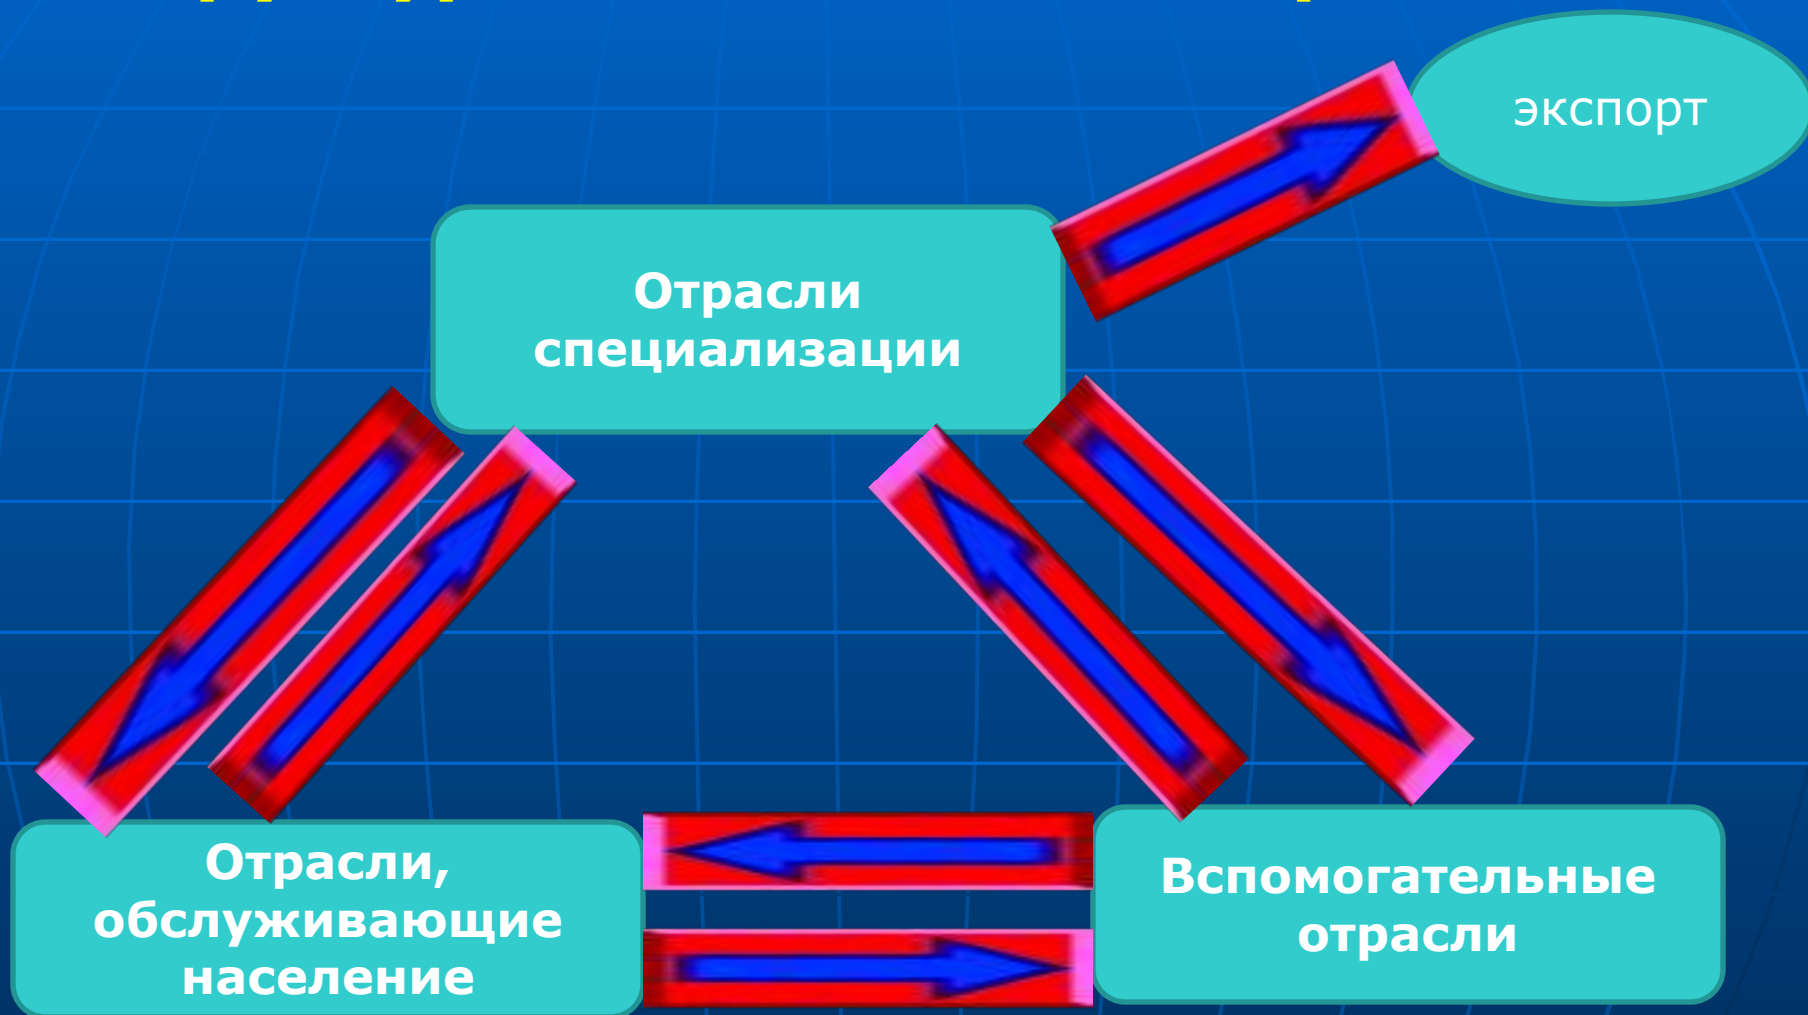 экспорт
Отрасли
специализации
Отрасли,
обслуживающие
население
Вспомогательные
отрасли